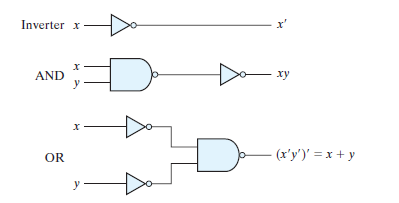 Inverter x x'
x
AND xy
y
x
OR (x'y')' = x + y
y